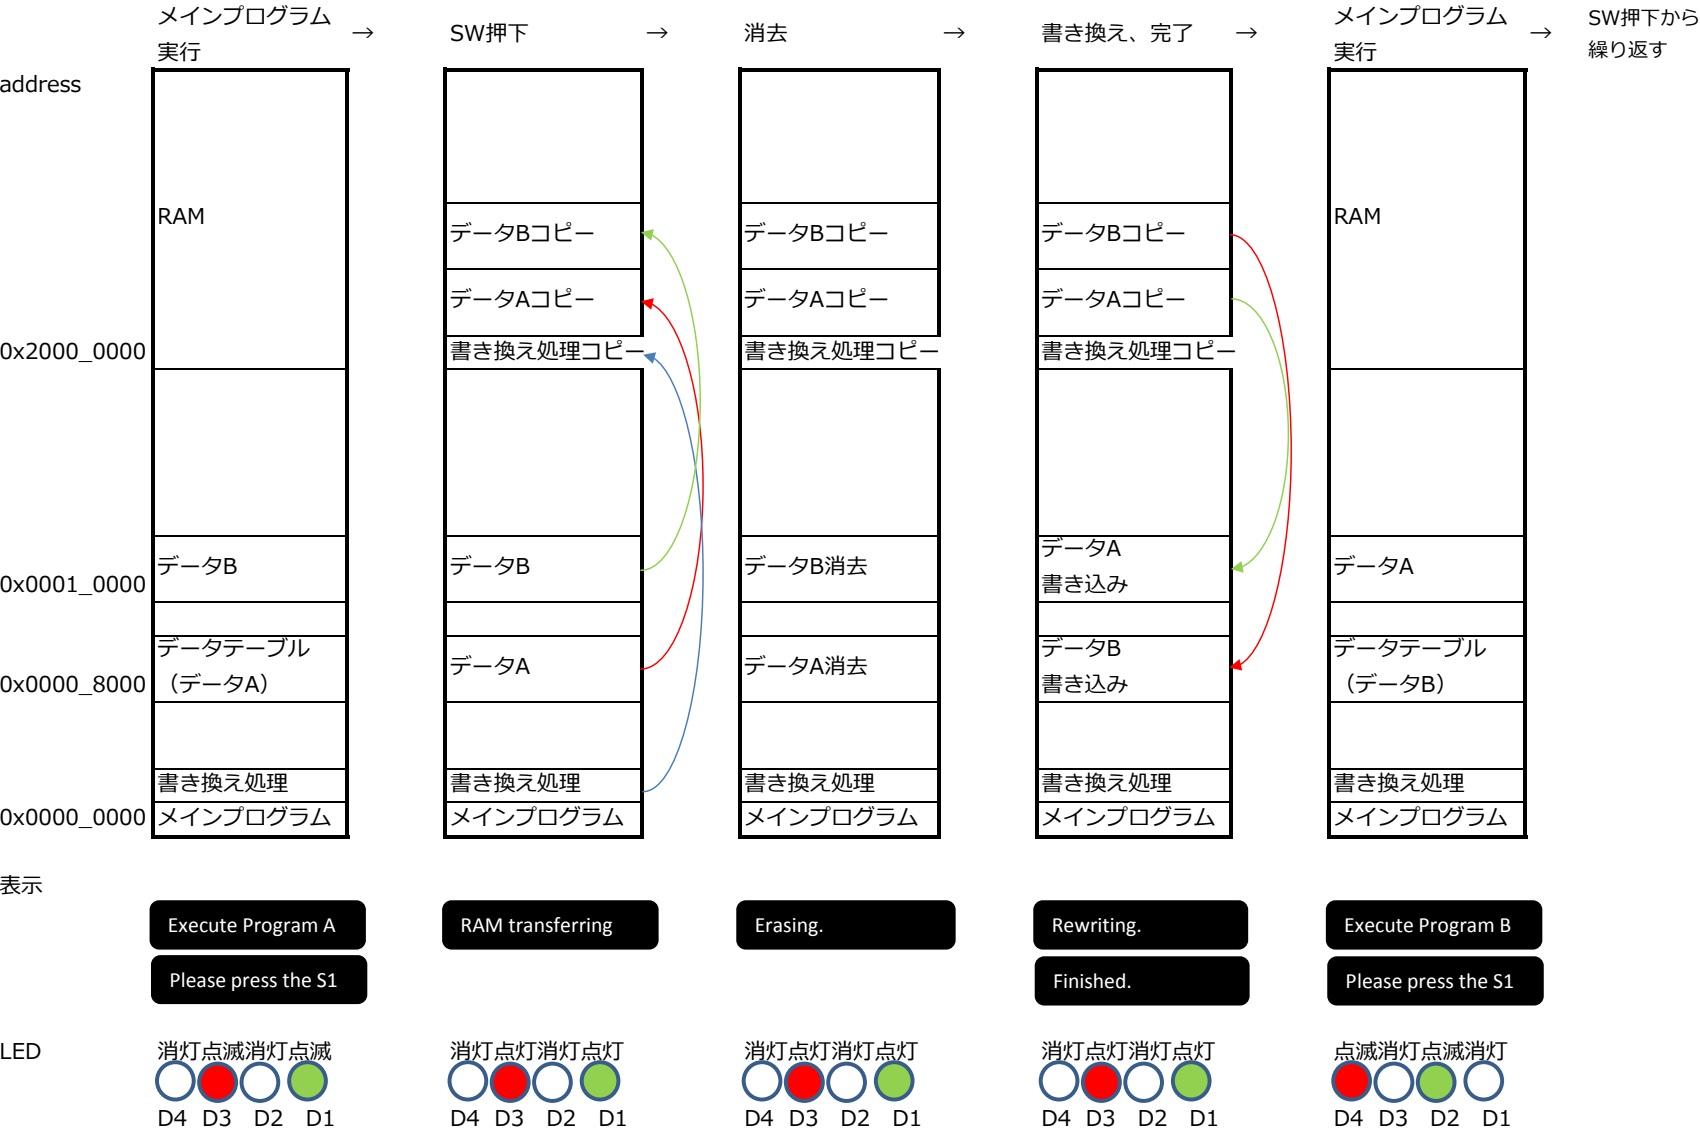 メインプログラム
実行
→
SW押下
→
消去
→
書き換え、完了
→
メインプログラム
実行
→
SW押下から
繰り返す
address
RAM
データBコピー
データBコピー
データBコピー
RAM
データAコピー
データAコピー
データAコピー
0x2000_0000
書き換え処理コピー
書き換え処理コピー
書き換え処理コピー
0x0001_0000
データB
データB
データB消去
データA
書き込み
データA
0x0000_8000
データテーブル
（データA）
データA
データA消去
データB
書き込み
データテーブル
（データB）
書き換え処理
書き換え処理
書き換え処理
書き換え処理
書き換え処理
0x0000_0000
メインプログラム
メインプログラム
メインプログラム
メインプログラム
メインプログラム
表示
Execute Program A
RAM transferring
Erasing.
Rewriting.
Execute Program B
Please press the S1
Finished.
Please press the S1
LED
消灯点滅消灯点滅
消灯点灯消灯点灯
消灯点灯消灯点灯
消灯点灯消灯点灯
点滅消灯点滅消灯
D4 D3 D2 D1
D4 D3 D2 D1
D4 D3 D2 D1
D4 D3 D2 D1
D4 D3 D2 D1